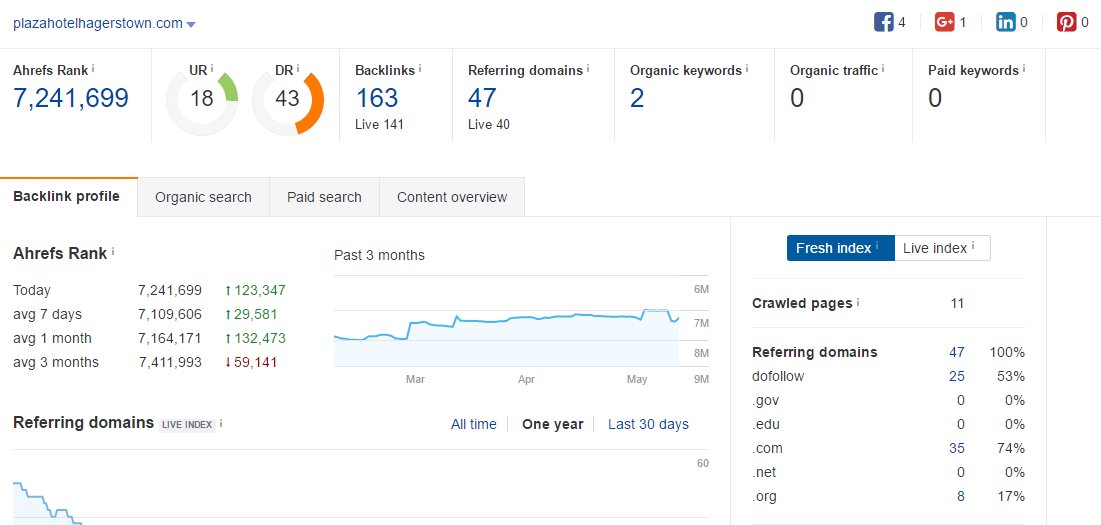 plazahotelhagerstown.com
4 1 0 0
Ahrefs Rank i UR i DR i Backlinks i Referring domains i Organic keywords i Organic traffic i Paid keywords i
7,241,699 18 43 163 47 2 0 0
Live 141 Live 40
Backlink profile Organic search Paid search Content overview
Ahrefs Rank i
Today 7,241,699 ↑123,347
avg 7 days 7,109,606 ↑29,581
avg 1 month 7,164,171 ↑132,473
avg 3 months 7,411,993 ↓59,141
Past 3 months
6M
7M
8M
9M
Mar Apr May
Referring domains LIVE INDEX i
All time One year Last 30 days
60
Fresh index i Live index i
Crawled pages i 11
Referring domains 47 100%
dofollow 25 53%
.gov 0 0%
.edu 0 0%
.com 35 74%
.net 0 0%
.org 8 17%